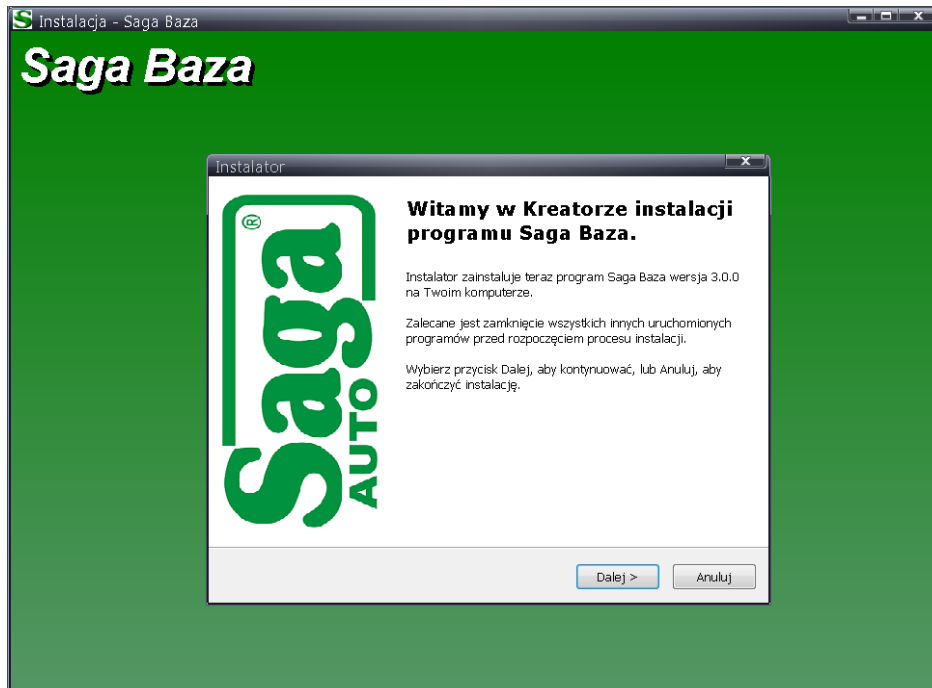 Instalacja - Saga Baza
Saga Baza
Instalator
Saga ®
AUTO
Witamy w Kreatorze instalacji
programu Saga Baza.
Instalator zainstaluje teraz program Saga Baza wersja 3.0.0
na Twoim komputerze.
Zalecane jest zamknięcie wszystkich innych uruchomionych
programów przed rozpoczęciem procesu instalacji.
Wybierz przycisk Dalej, aby kontynuować, lub Anuluj, aby
zakończyć instalację.
Dalej >
Anuluj